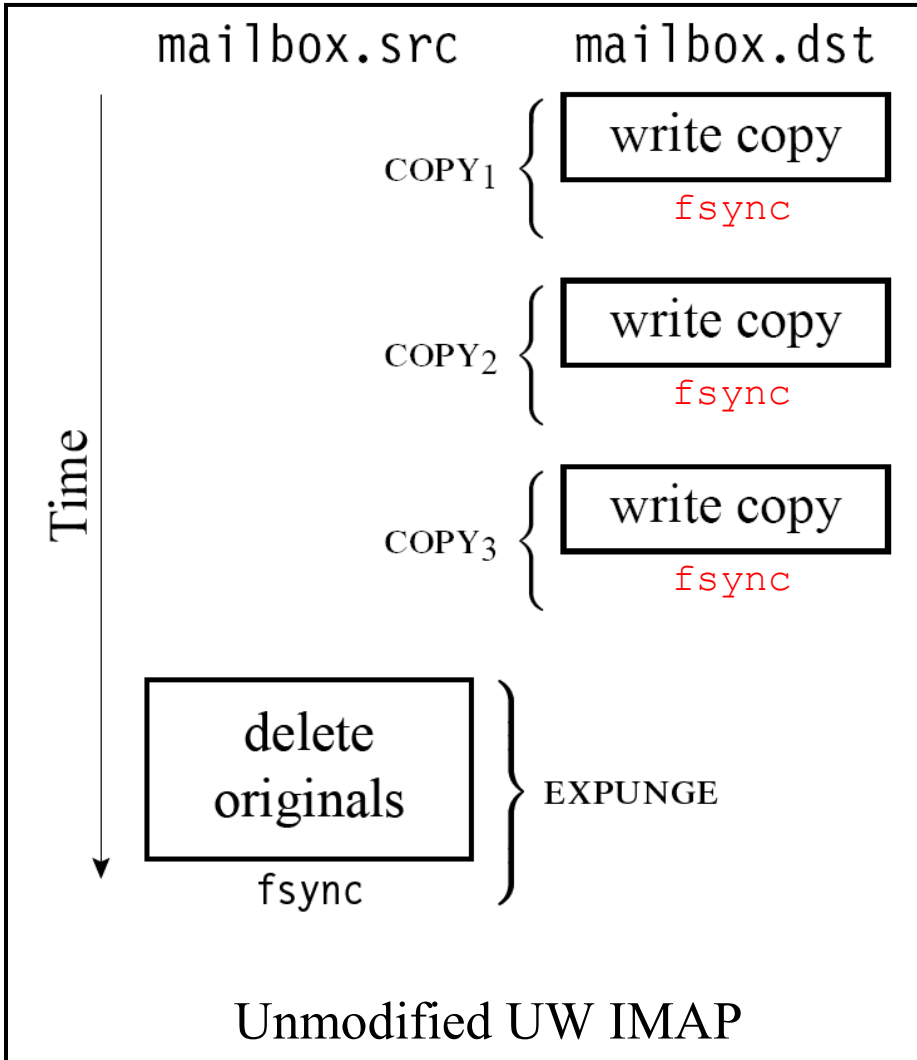 mailbox.src mailbox.dst
write copy
COPY1
fsync
write copy
COPY2
fsync
Time
write copy
COPY3
fsync
delete
originals
EXPUNGE
fsync
Unmodified UW IMAP